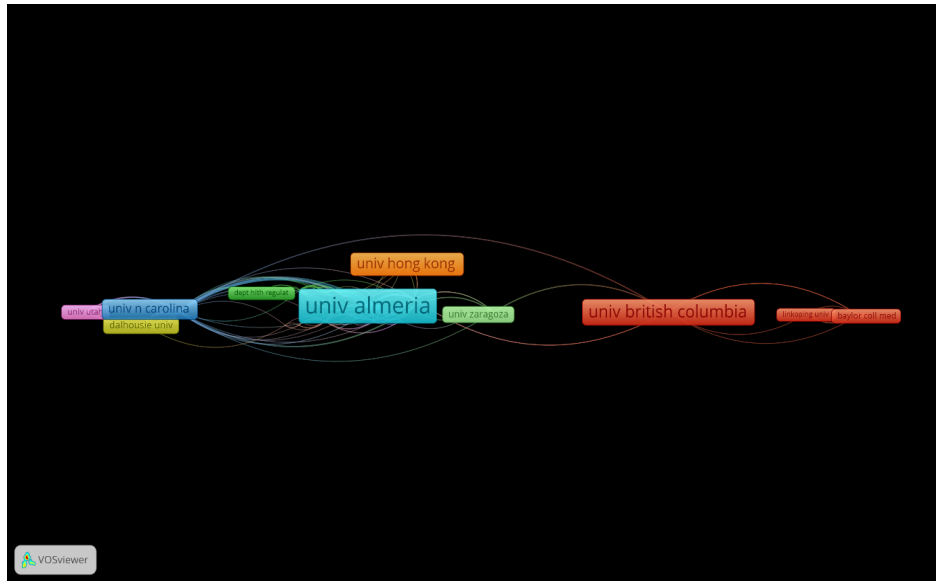 univ hong kong
dept hlth regulat
univ almeria
univ utah
univ n carolina
dalhousie univ
univ zaragoza
univ british columbia
linkoping univ
baylor coll med
VOSviewer